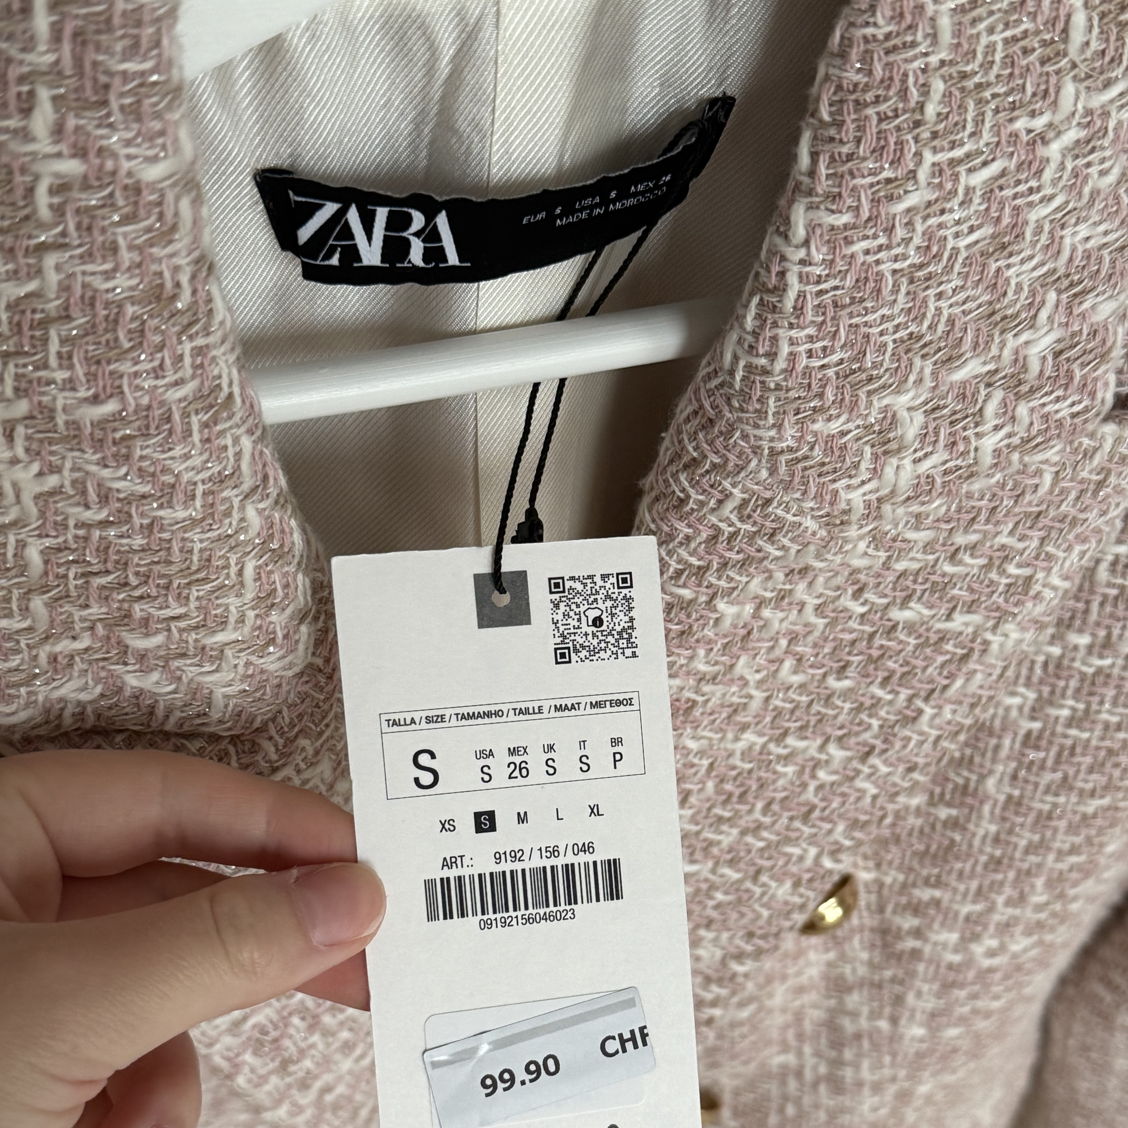 ZARA
EUR S USA S MEX 26
MADE IN MOROCCO
TALLA / SIZE / TAMANHO / TAILLE / MAAT / ΜΕΓΕΘΟΣ
S
USA MEX UK IT BR
S 26 S S P
XS S M L XL
ART.: 9192 / 156 / 046
09192156046023
99.90 CHF